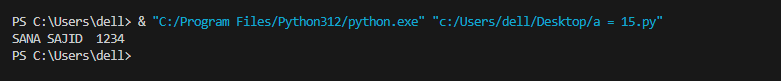 PS C:\Users\dell> & "C:/Program Files/Python312/python.exe" "c:/Users/dell/Desktop/a = 15.py"
SANA SAJID  1234
PS C:\Users\dell>